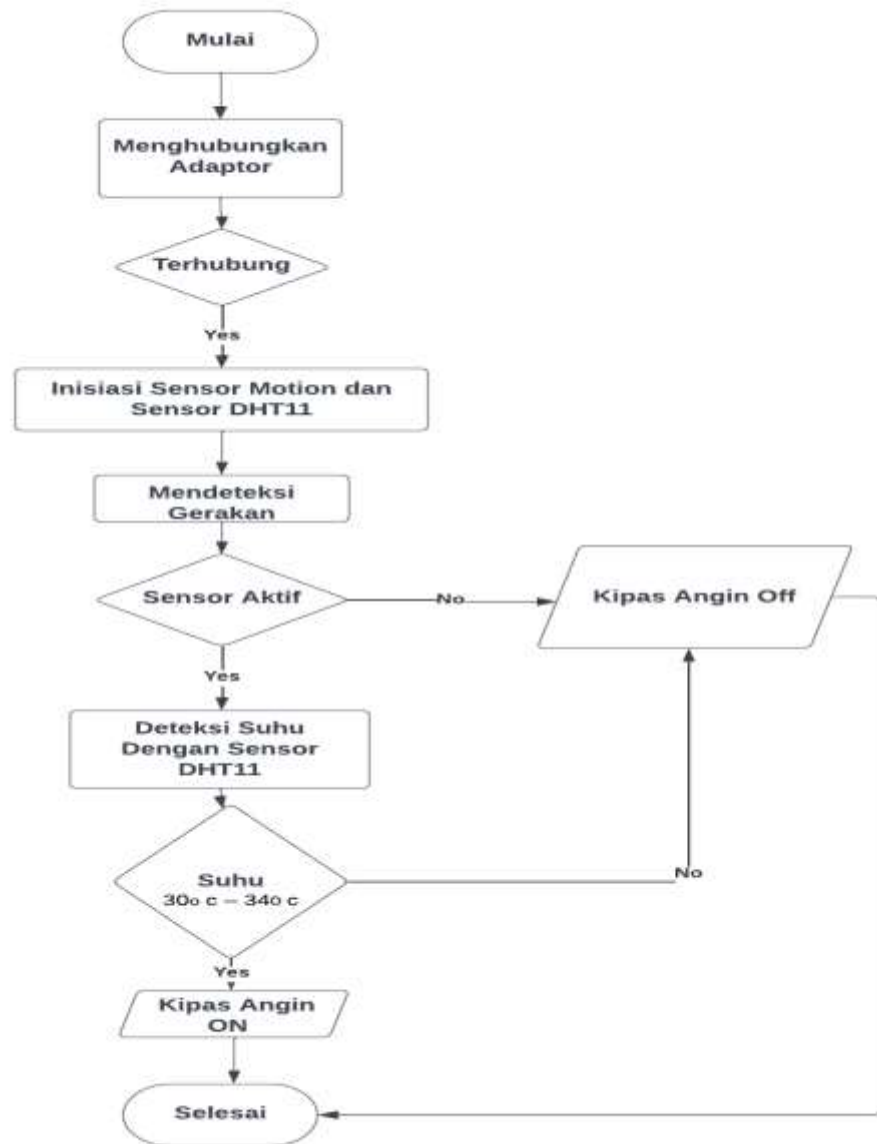 Mulai
Menghubungkan
Adaptor
Terhubung
Yes
Inisiasi Sensor Motion dan
Sensor DHT11
Mendeteksi
Gerakan
Sensor Aktif
No
Kipas Angin Off
Yes
Deteksi Suhu
Dengan Sensor
DHT11
Suhu
30o c – 34o c
No
Yes
Kipas Angin
ON
Selesai